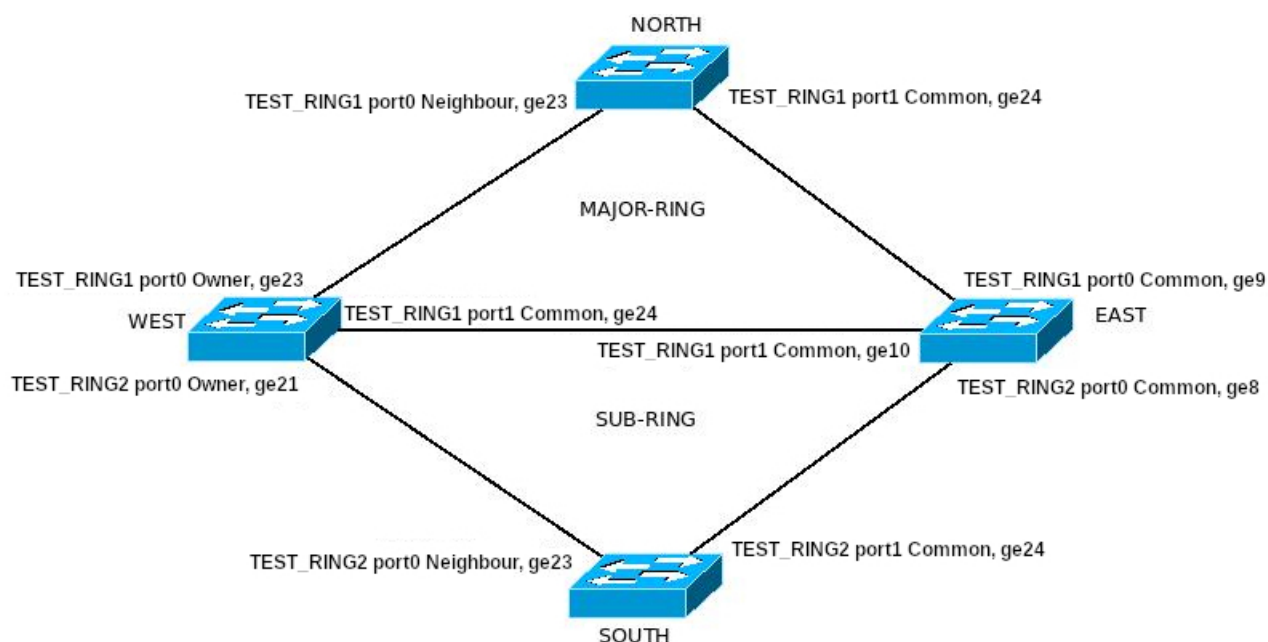 NORTH
TEST_RING1 port0 Neighbour, ge23
TEST_RING1 port1 Common, ge24
MAJOR-RING
TEST_RING1 port0 Owner, ge23
TEST_RING1 port0 Common, ge9
WEST
TEST_RING1 port1 Common, ge24
EAST
TEST_RING1 port1 Common, ge10
TEST_RING2 port0 Owner, ge21
TEST_RING2 port0 Common, ge8
SUB-RING
TEST_RING2 port0 Neighbour, ge23
TEST_RING2 port1 Common, ge24
SOUTH